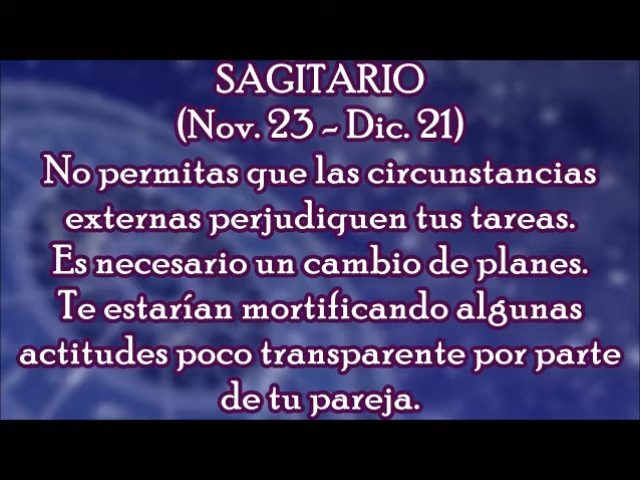 SAGITARIO
(Nov. 23 - Dic. 21)
No permitas que las circunstancias
externas perjudiquen tus tareas.
Es necesario un cambio de planes.
Te estarían mortificando algunas
actitudes poco transparente por parte
de tu pareja.